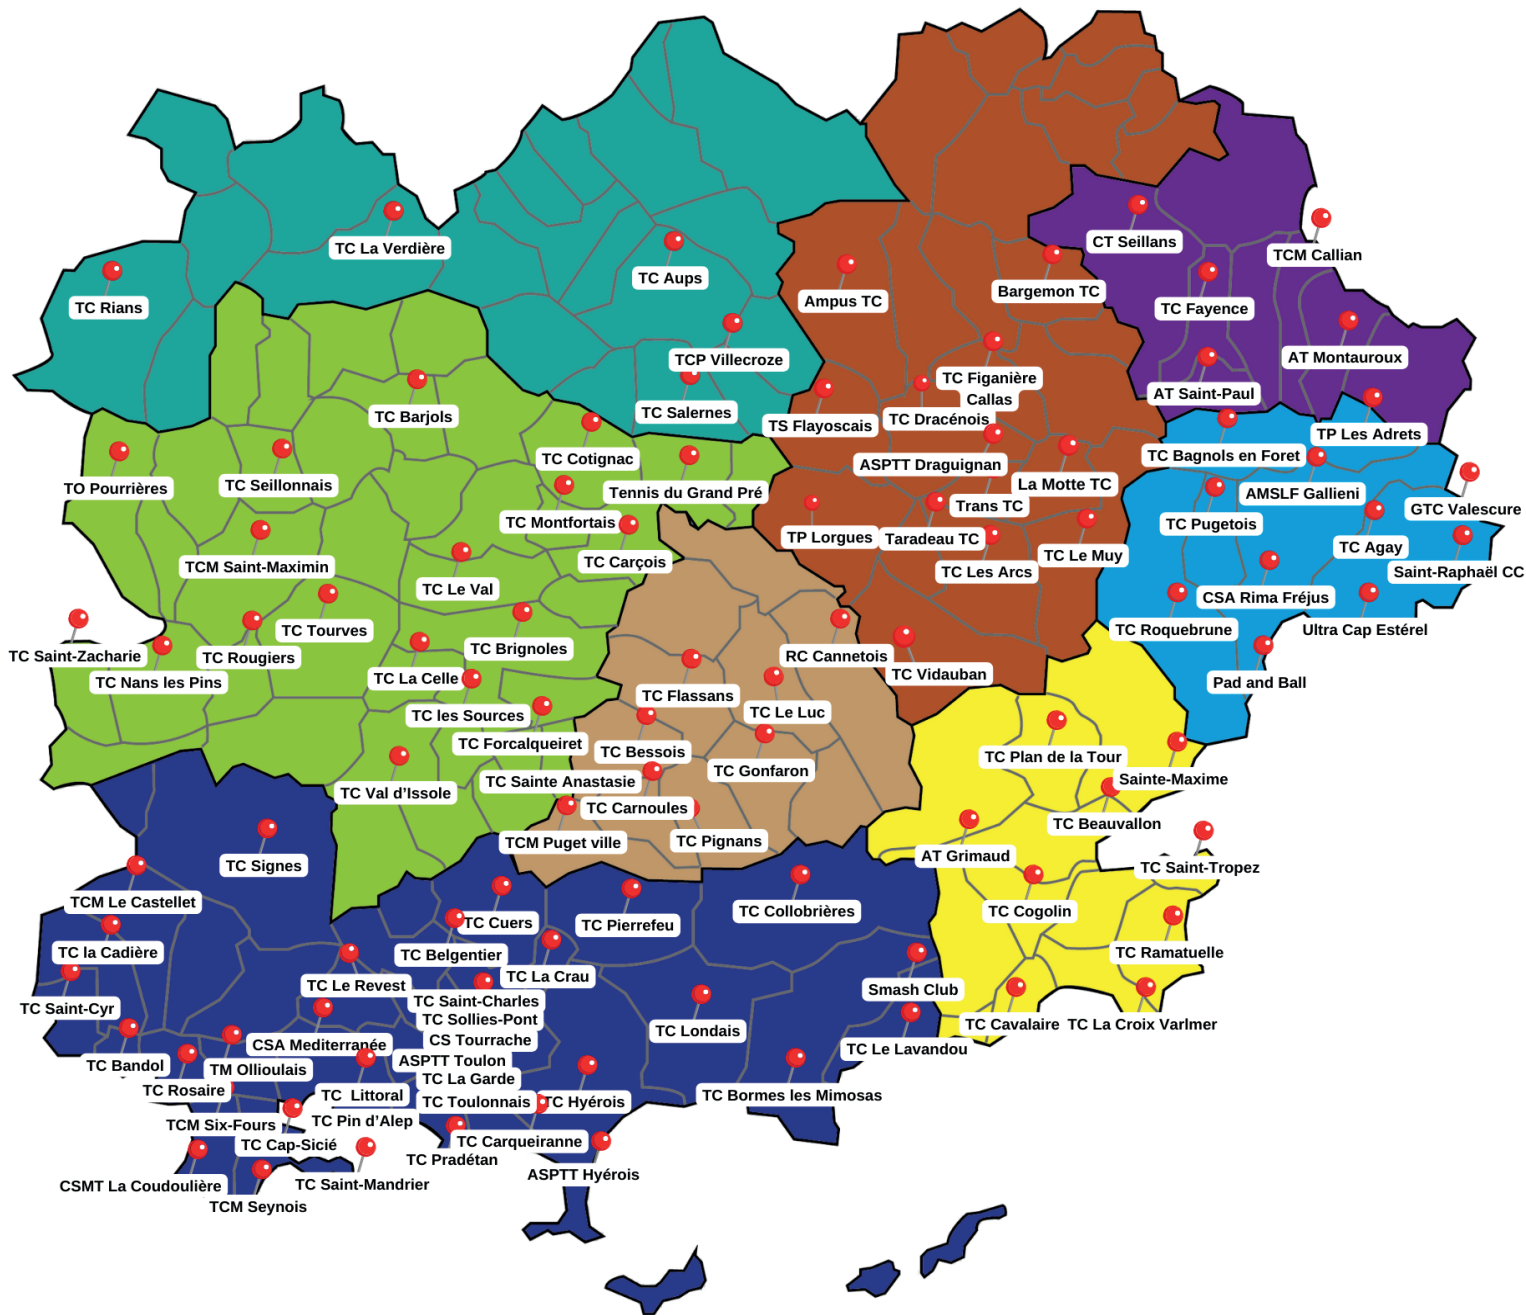 TC La Verdière
TC Rians
TC Aups
TCP Villecroze
TC Salernes
Ampus TC
Bargemon TC
CT Seillans
TCM Callian
TC Fayence
AT Montauroux
AT Saint-Paul
TC Figanière
Callas
TC Dracénois
TS Flayoscais
ASPTT Draguignan
La Motte TC
Trans TC
TP Lorgues
Taradeau TC
TC Les Arcs
TC Le Muy
TC Vidauban
TP Les Adrets
TC Bagnols en Foret
AMSLF Gallieni
GTC Valescure
TC Pugetois
TC Agay
Saint-Raphaël CC
CSA Rima Fréjus
TC Roquebrune
Ultra Cap Estérel
Pad and Ball
TC Barjols
TC Cotignac
TO Pourrières
TC Seillonnais
Tennis du Grand Pré
TC Montfortais
TC Carçois
TCM Saint-Maximin
TC Le Val
TC Tourves
TC Brignoles
TC Saint-Zacharie
TC Rougiers
TC Nans les Pins
TC La Celle
TC les Sources
TC Forcalqueiret
TC Val d’Issole
RC Cannetois
TC Flassans
TC Le Luc
TC Bessois
TC Gonfaron
TC Sainte Anastasie
TC Carnoules
TCM Puget ville
TC Pignans
TC Plan de la Tour
Sainte-Maxime
TC Beauvallon
AT Grimaud
TC Saint-Tropez
TC Cogolin
TC Ramatuelle
TC Cavalaire
TC La Croix Varlmer
TC Signes
TCM Le Castellet
TC la Cadière
TC Saint-Cyr
TC Bandol
TC Rosaire
TM Ollioulais
CSA Mediterranée
TC Le Revest
TC Cuers
TC Pierrefeu
TC Collobrières
TC Belgentier
TC La Crau
TC Saint-Charles
TC Sollies-Pont
CS Tourrache
ASPTT Toulon
TC La Garde
TC Toulonnais
TC Hyérois
TC Londais
Smash Club
TC Le Lavandou
TC Bormes les Mimosas
TC Littoral
TC Pin d’Alep
TCM Six-Fours
TC Cap-Sicié
TC Carqueiranne
TC Pradétan
ASPTT Hyérois
CSMT La Coudoulière
TC Saint-Mandrier
TCM Seynois